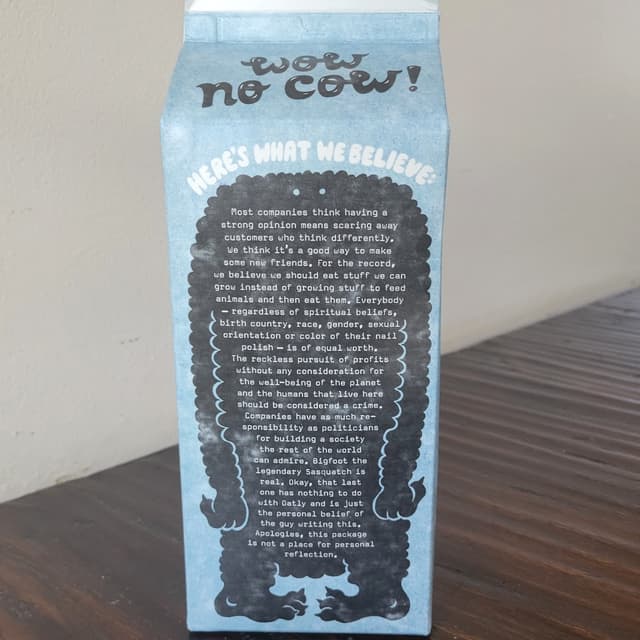 wow
no cow!
HERE'S WHAT WE BELIEVE:
Most companies think having a
strong opinion means scaring away
customers who think differently.
We think it's a good way to make
some new friends. For the record,
we believe we should eat stuff we can
grow instead of growing stuff to feed
animals and then eat them. Everybody
— regardless of spiritual beliefs,
birth country, race, gender, sexual
orientation or color of their nail
polish — is of equal worth.
The reckless pursuit of profits
without any consideration for
the well-being of the planet
and the humans that live here
should be considered a crime.
Companies have as much re-
sponsibility as politicians
for building a society
the rest of the world
can admire. Bigfoot the
legendary Sasquatch is
real. Okay, that last
one has nothing to do
with Oatly and is just
the personal belief of
the guy writing this.
Apologies, this package
is not a place for personal
reflection.